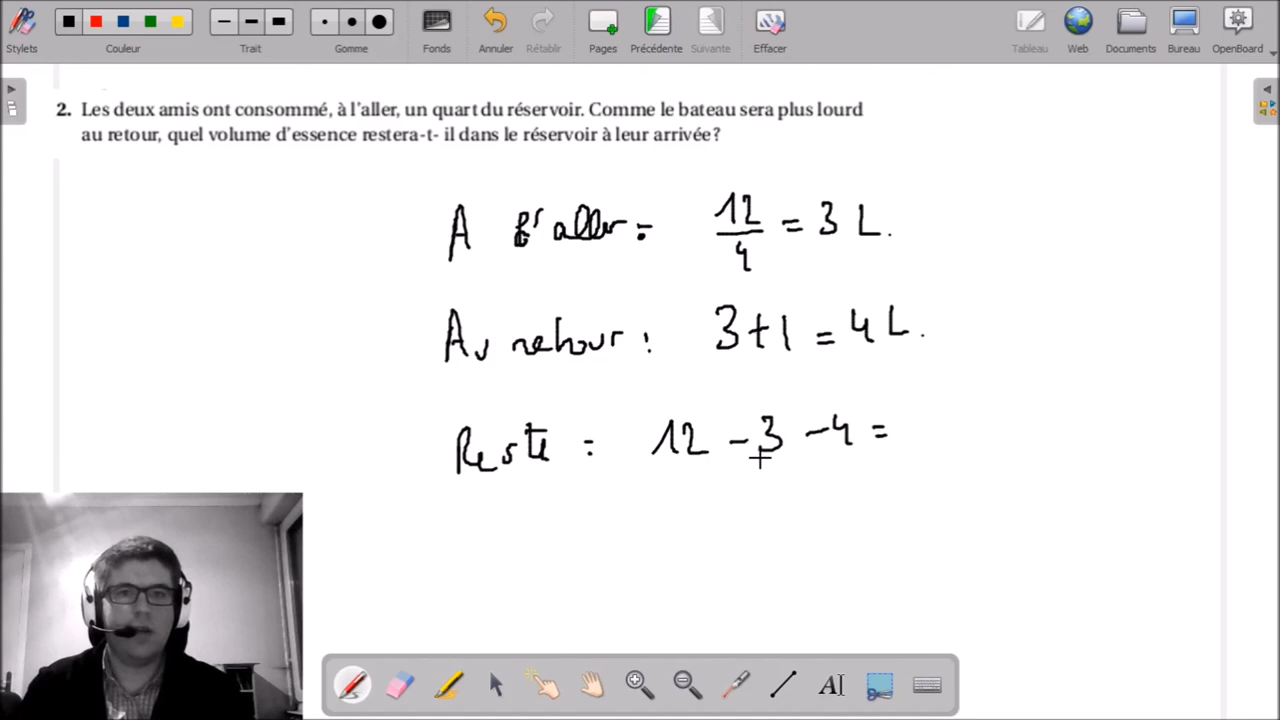 Stylets Couleur Trait Gomme Fonds Annuler Rétablir Pages Précédente Suivante Effacer Tableau Web Documents Bureau OpenBoard
2. Les deux amis ont consommé, à l'aller, un quart du réservoir. Comme le bateau sera plus lourd
au retour, quel volume d'essence restera-t- il dans le réservoir à leur arrivée?
A l'aller : 12/4 = 3 L.
Au retour : 3+1 = 4 L.
Reste : 12 - 3 - 4 =